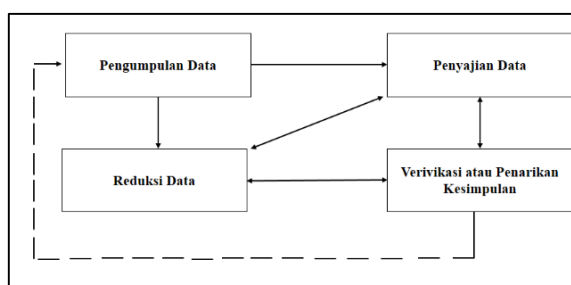 Pengumpulan Data
Penyajian Data
Reduksi Data
Verivikasi atau Penarikan
Kesimpulan